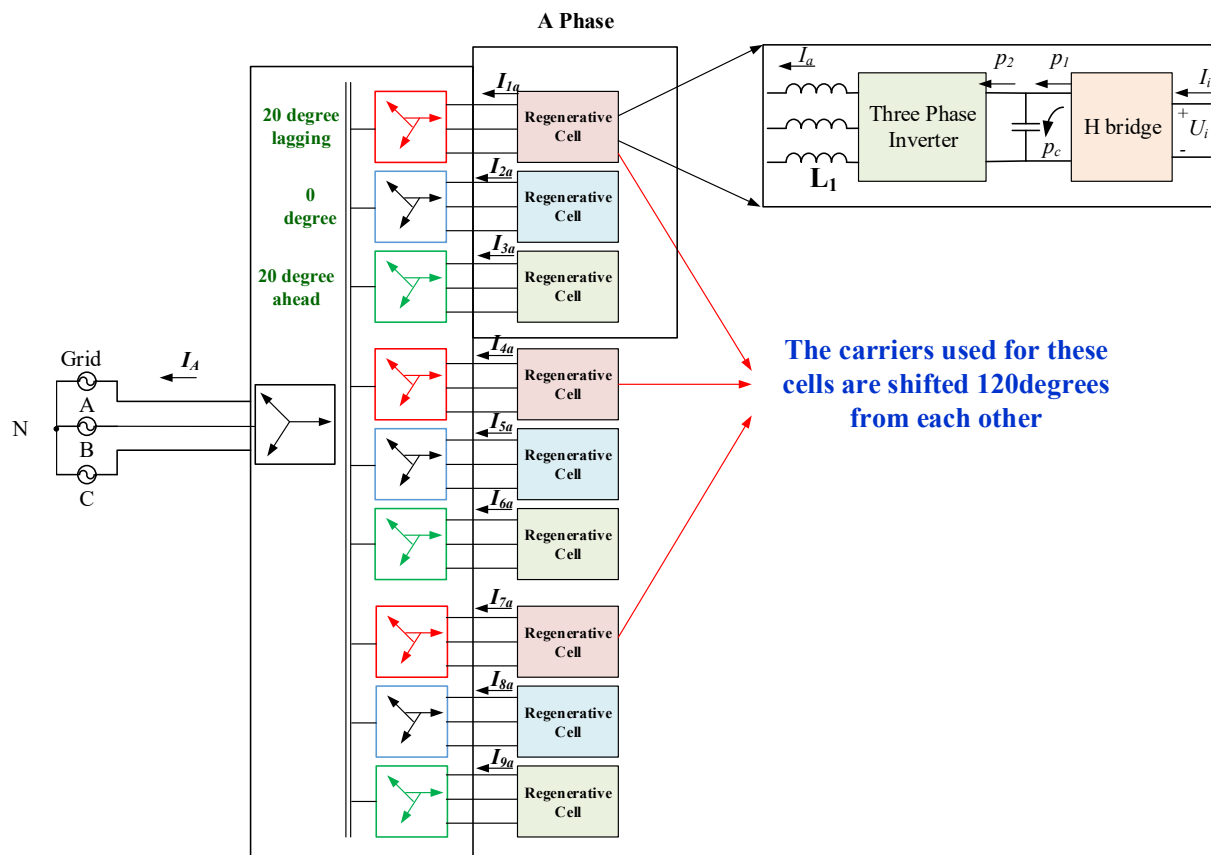 A Phase
20 degree
lagging
0
degree
20 degree
ahead
I1a
Regenerative
Cell
I2a
Regenerative
Cell
I3a
Regenerative
Cell
I4a
Regenerative
Cell
I5a
Regenerative
Cell
I6a
Regenerative
Cell
I7a
Regenerative
Cell
I8a
Regenerative
Cell
I9a
Regenerative
Cell
Grid
IA
N
A
B
C
Ia
L1
Three Phase
Inverter
p2
p1
pc
H bridge
Ii
+
Ui
-
The carriers used for these
cells are shifted 120degrees
from each other